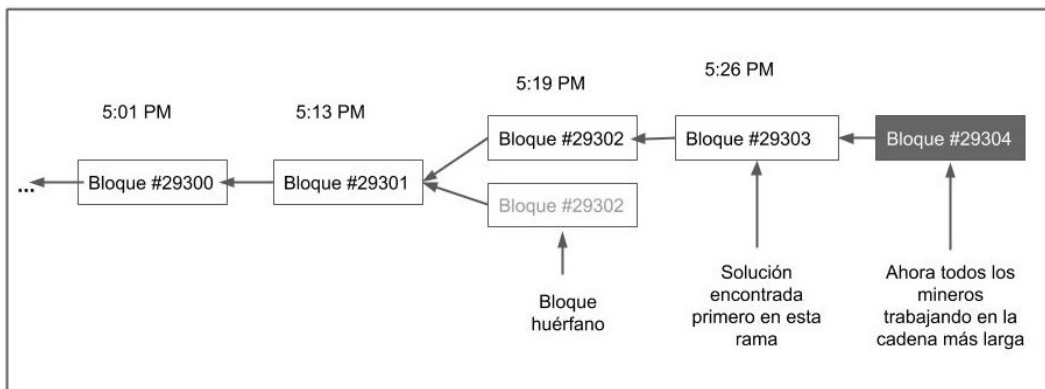 5:01 PM
5:13 PM
5:19 PM
5:26 PM
...
Bloque #29300
Bloque #29301
Bloque #29302
Bloque #29303
Bloque #29304
Bloque #29302
Bloque
huérfano
Solución
encontrada
primero en esta
rama
Ahora todos los
mineros
trabajando en la
cadena más larga